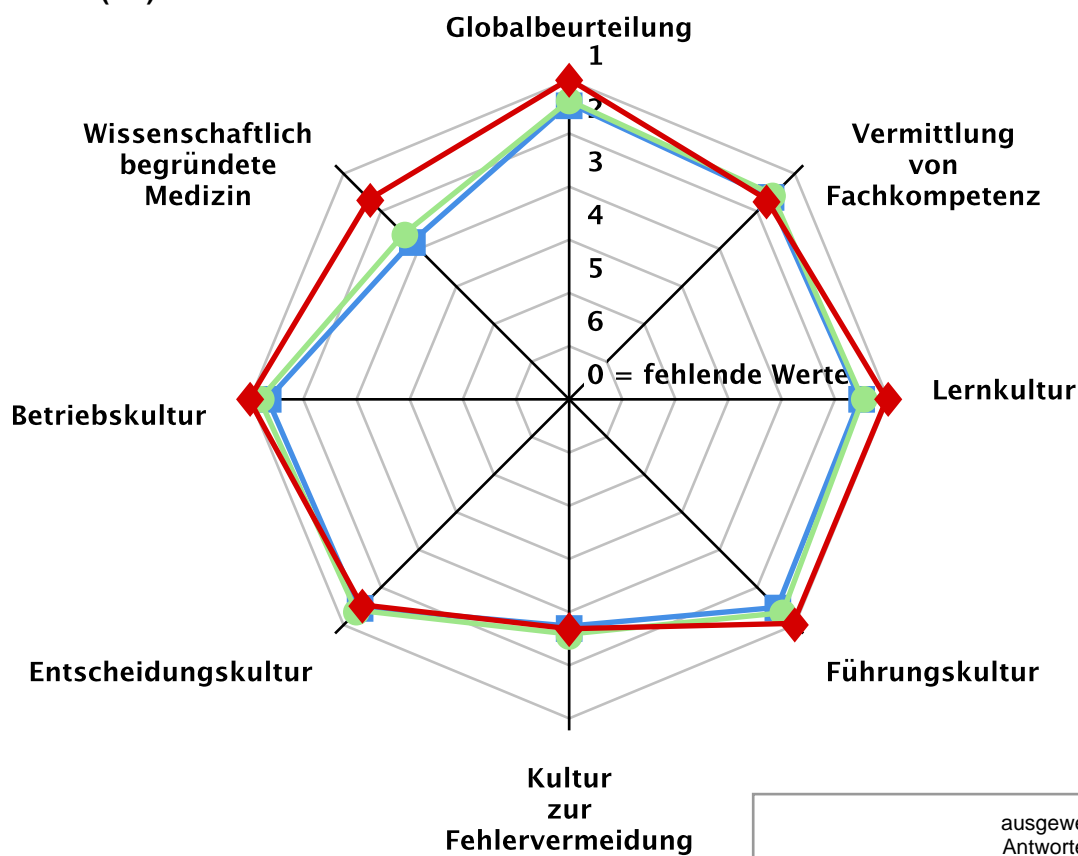 Globalbeurteilung
1
2
3
4
5
6
0 = fehlende Werte
Vermittlung
von
Fachkompetenz
Lernkultur
Führungskultur
Kultur
zur
Fehlervermeidung
Entscheidungskultur
Betriebskultur
Wissenschaftlich
begründete
Medizin